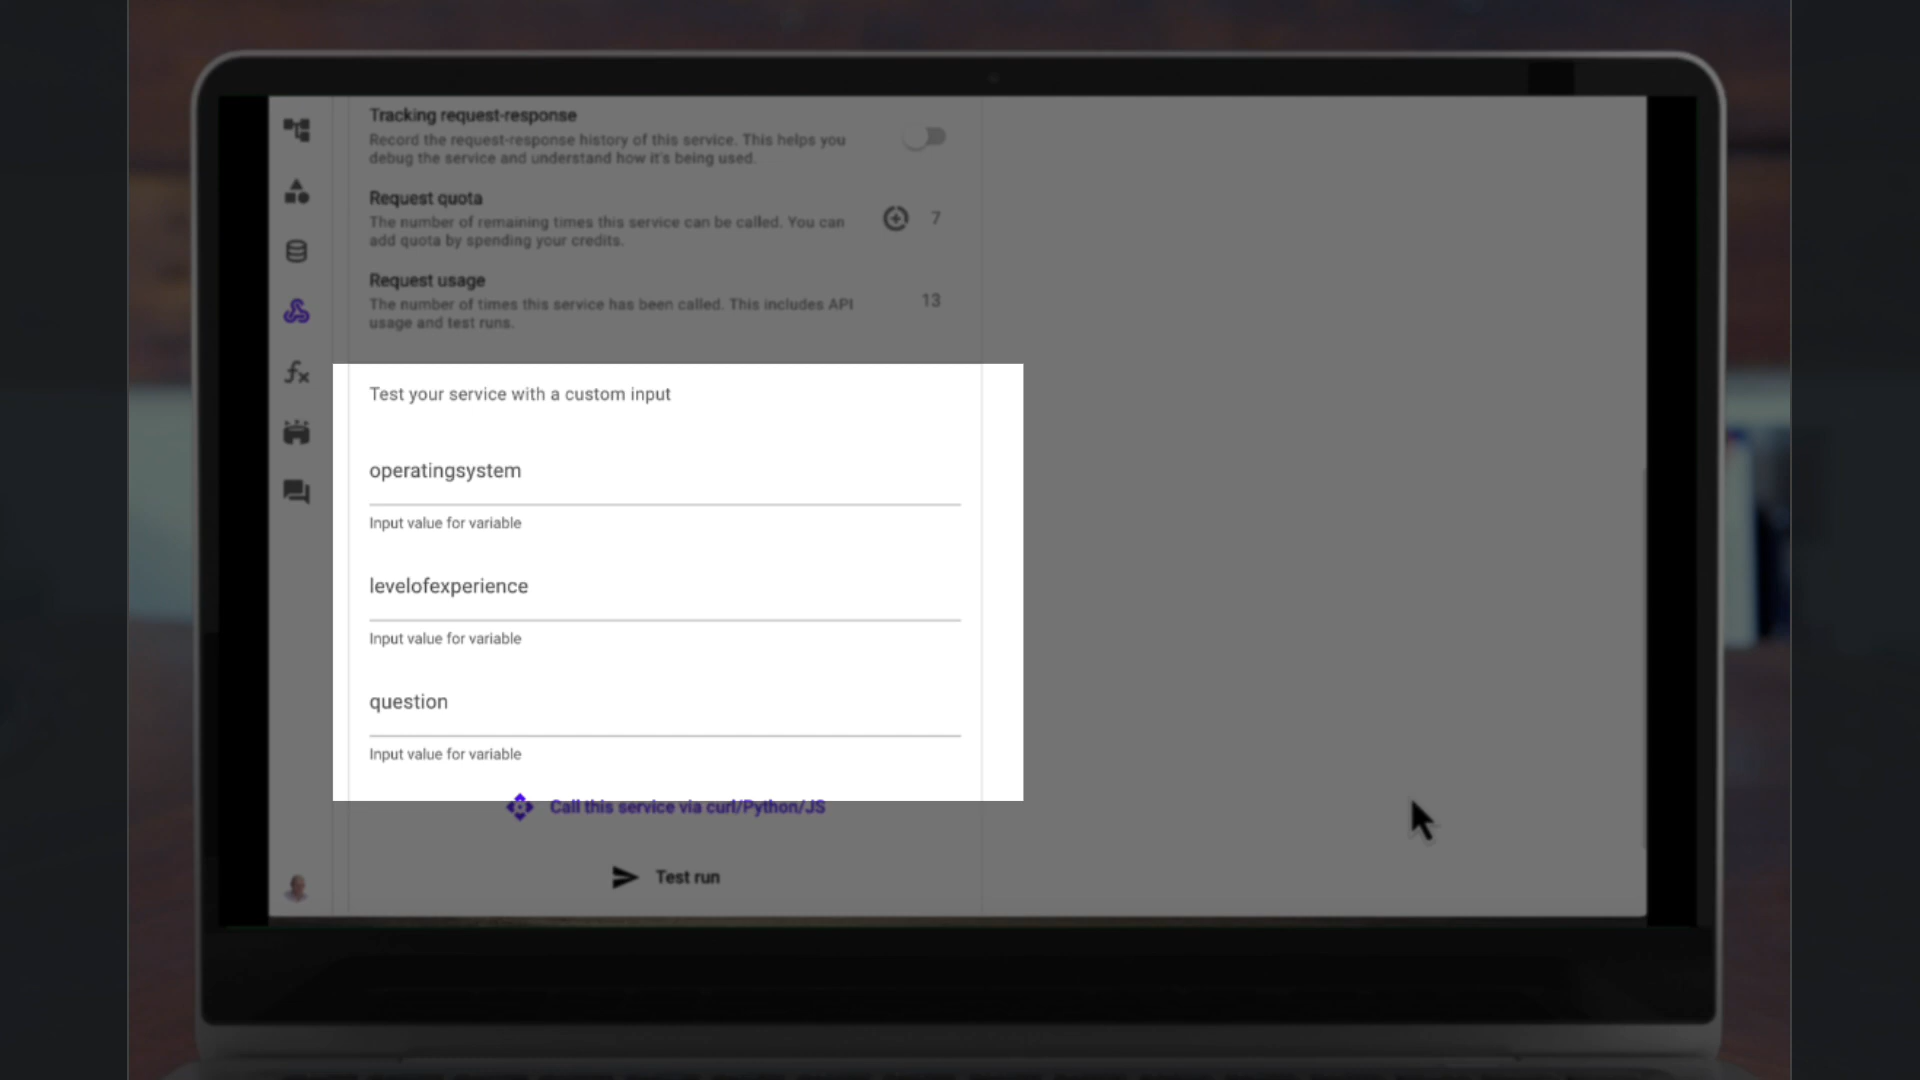 Tracking request-response
Record the request-response history of this service. This helps you
debug the service and understand how it's being used.
Request quota
The number of remaining times this service can be called. You can
add quota by spending your credits.
7
Request usage
The number of times this service has been called. This includes API
usage and test runs.
13
Test your service with a custom input
operatingsystem
Input value for variable
levelofexperience
Input value for variable
question
Input value for variable
Call this service via curl/Python/JS
Test run